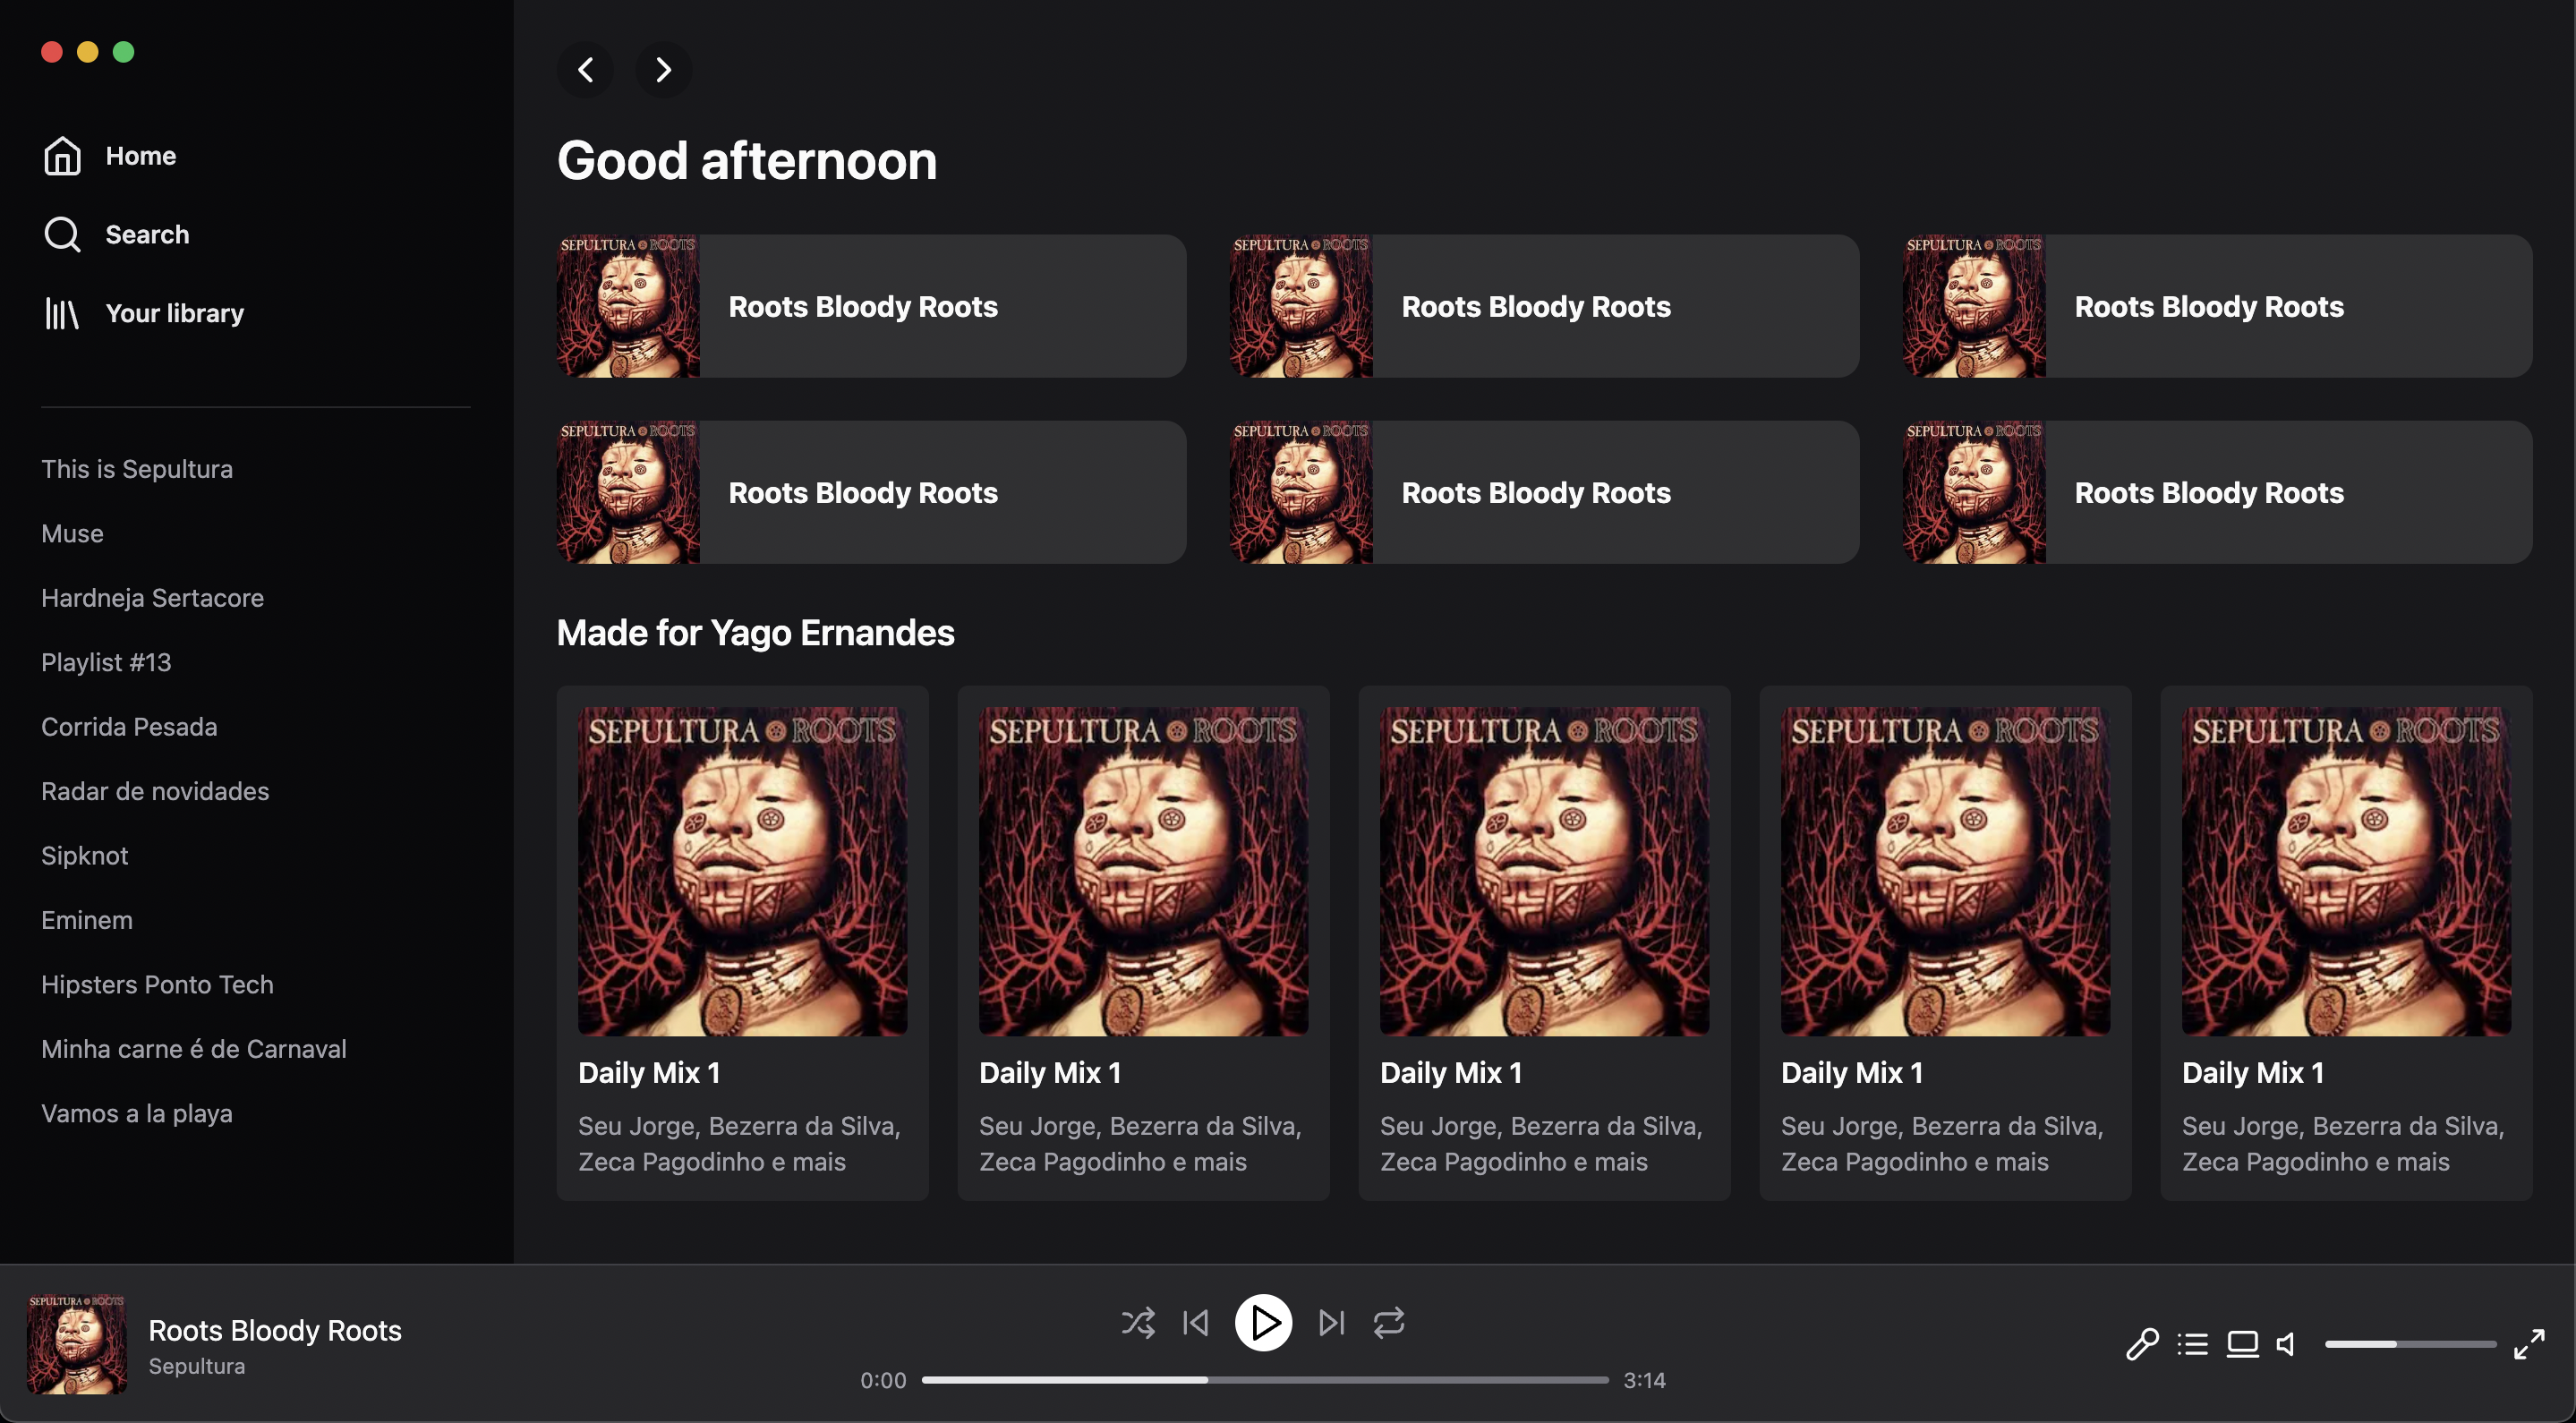 Home
Search
Your library
This is Sepultura
Muse
Hardneja Sertacore
Playlist #13
Corrida Pesada
Radar de novidades
Sipknot
Eminem
Hipsters Ponto Tech
Minha carne é de Carnaval
Vamos a la playa
Good afternoon
SEPULTURA ROOTS
Roots Bloody Roots
SEPULTURA ROOTS
Roots Bloody Roots
SEPULTURA ROOTS
Roots Bloody Roots
SEPULTURA ROOTS
Roots Bloody Roots
SEPULTURA ROOTS
Roots Bloody Roots
SEPULTURA ROOTS
Roots Bloody Roots
Made for Yago Ernandes
SEPULTURA ROOTS
Daily Mix 1
Seu Jorge, Bezerra da Silva,
Zeca Pagodinho e mais
SEPULTURA ROOTS
Daily Mix 1
Seu Jorge, Bezerra da Silva,
Zeca Pagodinho e mais
SEPULTURA ROOTS
Daily Mix 1
Seu Jorge, Bezerra da Silva,
Zeca Pagodinho e mais
SEPULTURA ROOTS
Daily Mix 1
Seu Jorge, Bezerra da Silva,
Zeca Pagodinho e mais
SEPULTURA ROOTS
Daily Mix 1
Seu Jorge, Bezerra da Silva,
Zeca Pagodinho e mais
SEPULTURA ROOTS
Roots Bloody Roots
Sepultura
0:00
3:14